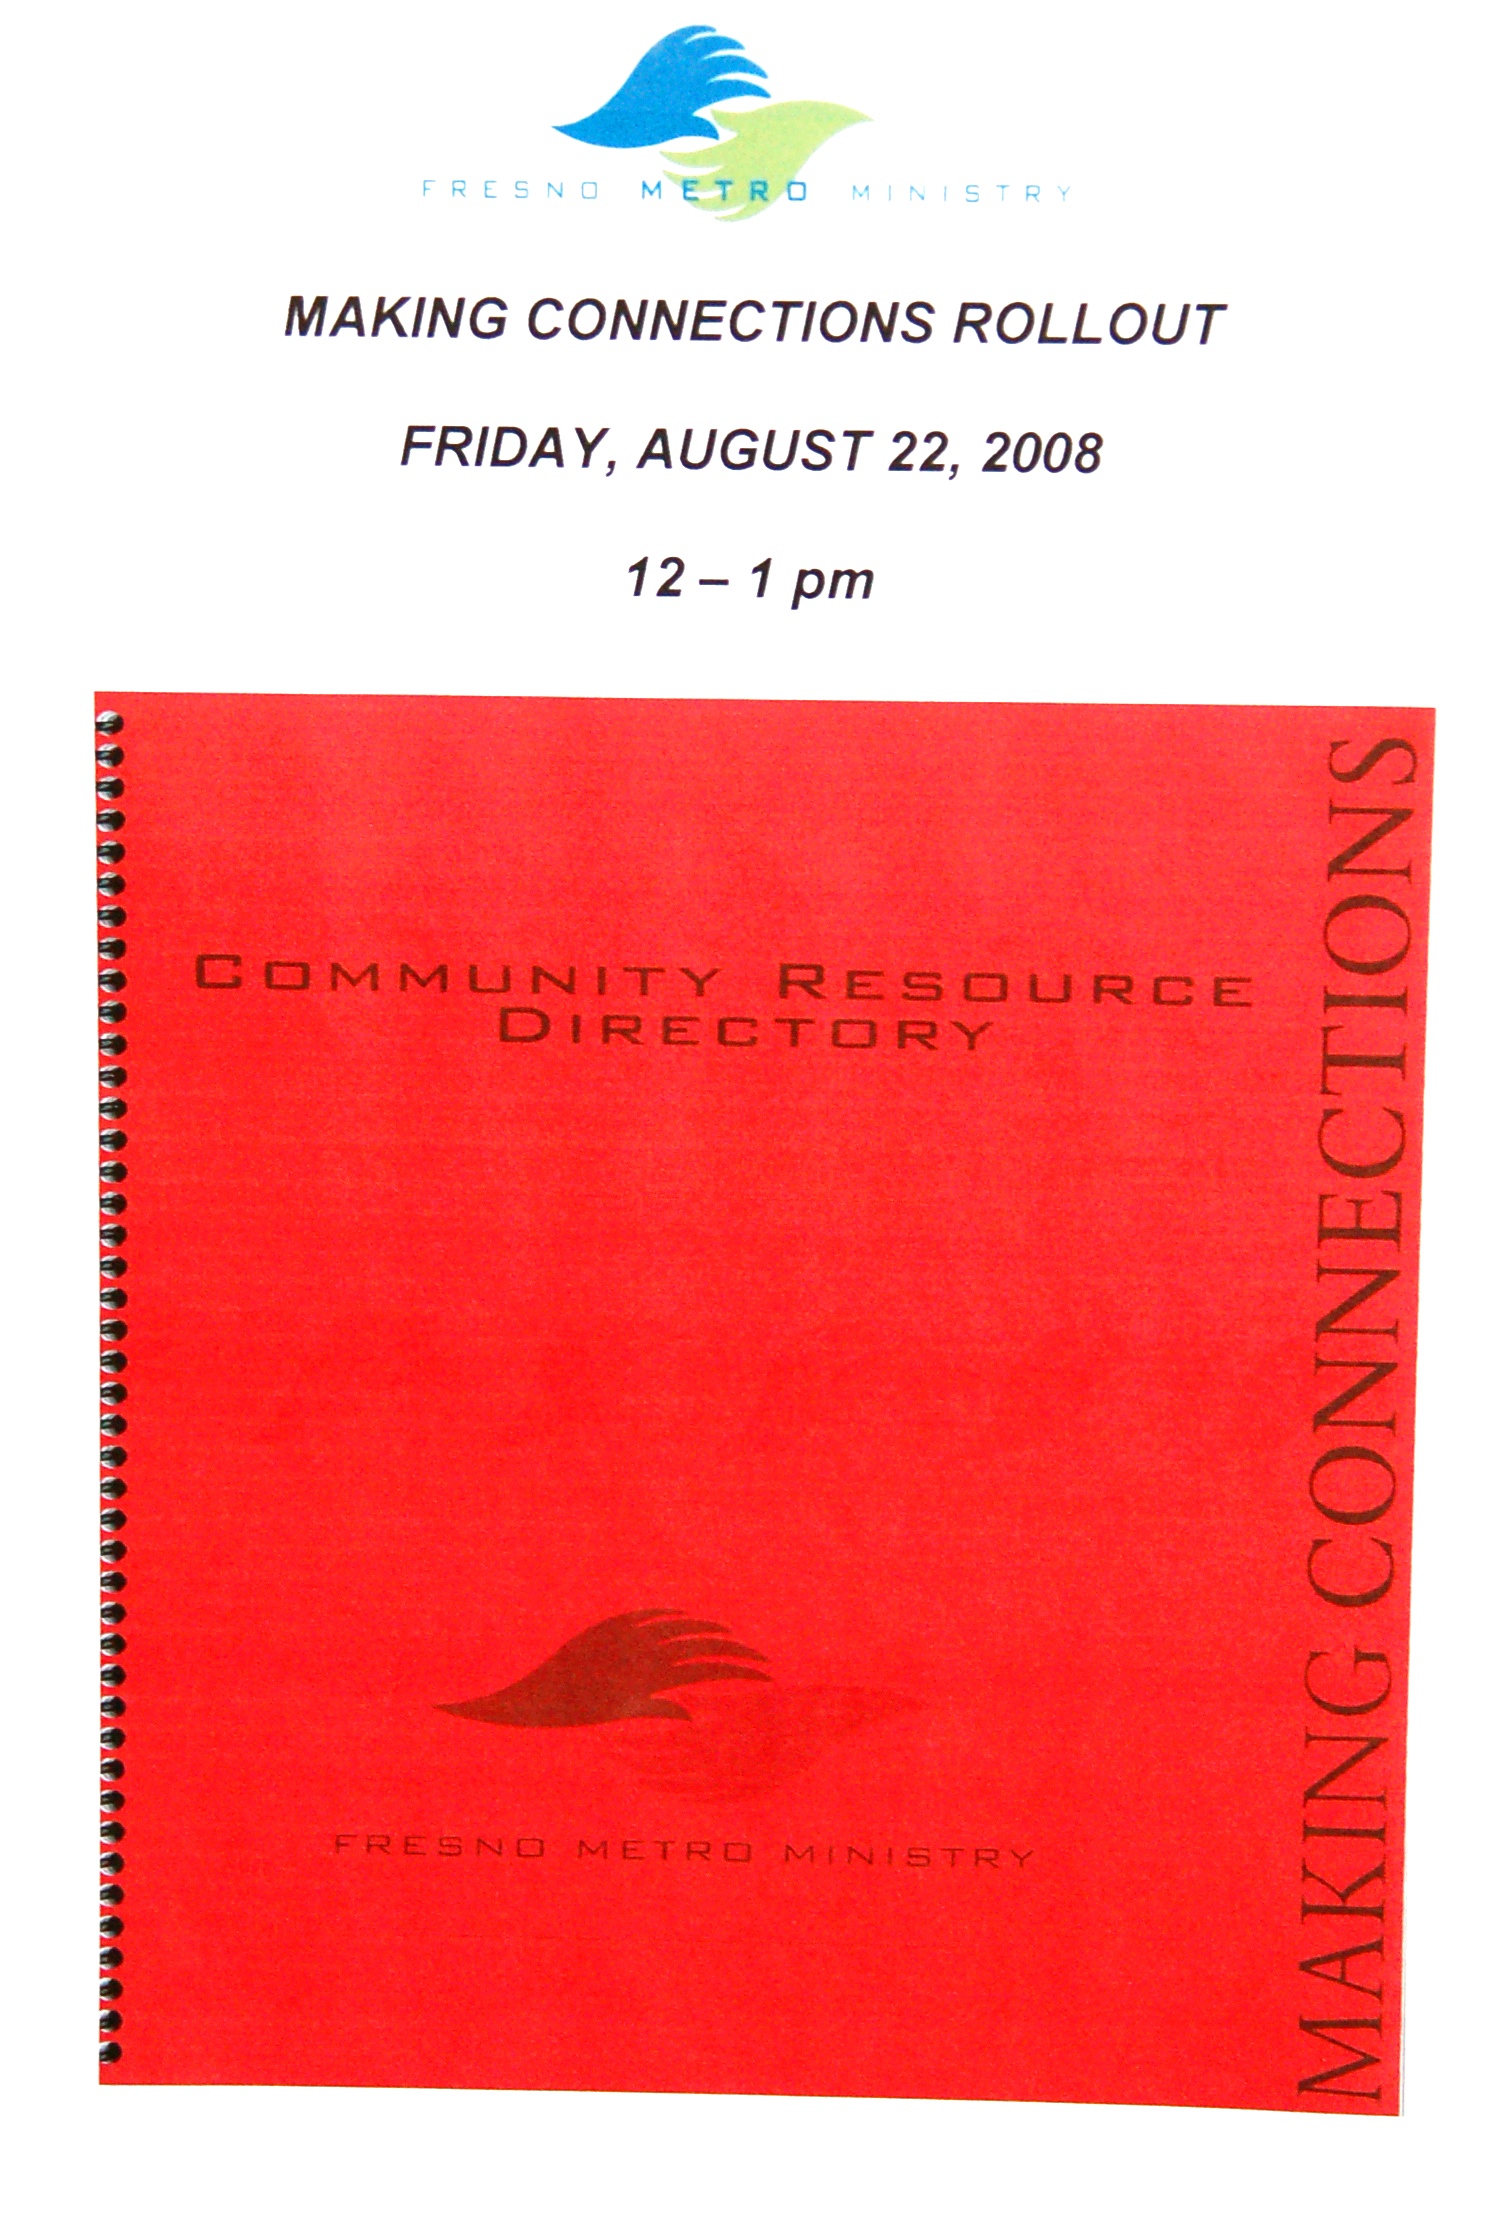 FRESNO METRO MINISTRY
MAKING CONNECTIONS ROLLOUT
FRIDAY, AUGUST 22, 2008
12 – 1 pm
COMMUNITY RESOURCE
DIRECTORY
FRESNO METRO MINISTRY
MAKING CONNECTIONS